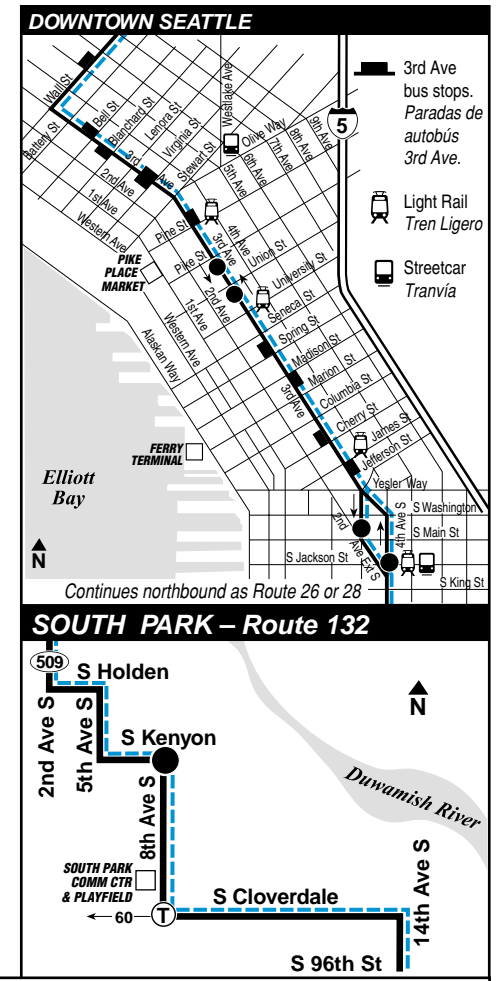 DOWNTOWN SEATTLE
Wall St
Battery St
Bell St
Blanchard St
Lenora St
Virginia St
Stewart St
Westlake Ave
Olive Way
9th Ave
8th Ave
7th Ave
6th Ave
5th Ave
3rd Ave
2nd Ave
1st Ave
Western Ave
5
3rd Ave
bus stops.
Paradas de
autobús
3rd Ave.
Light Rail
Tren Ligero
Streetcar
Tranvía
Pine St
Pike St
4th Ave
3rd Ave
2nd Ave
1st Ave
Western Ave
Alaskan Way
PIKE
PLACE
MARKET
Union St
University St
Seneca St
Spring St
Madison St
Marion St
3rd Ave
Columbia St
Cherry St
James St
Jefferson St
Yesler Way
FERRY
TERMINAL
Elliott
Bay
N
2nd
Ave Ext S
4th Ave S
S Washington
S Main St
S Jackson St
S King St
Continues northbound as Route 26 or 28
SOUTH PARK – Route 132
509
S Holden
2nd Ave S
5th Ave S
S Kenyon
8th Ave S
N
Duwamish River
SOUTH PARK
COMM CTR
& PLAYFIELD
60
T
S Cloverdale
14th Ave S
S 96th St